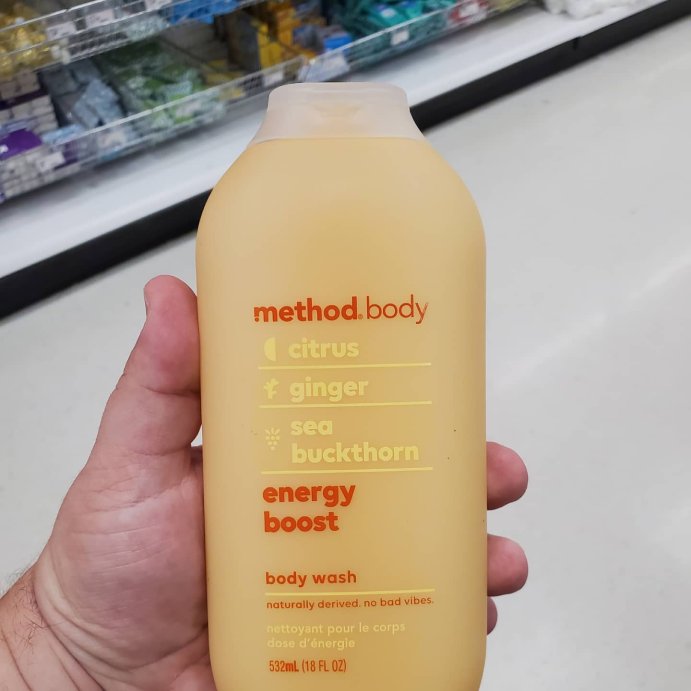 method® body
citrus
ginger
sea
buckthorn
energy
boost
body wash
naturally derived. no bad vibes.
nettoyant pour le corps
dose d'énergie
532mL (18 FL OZ)